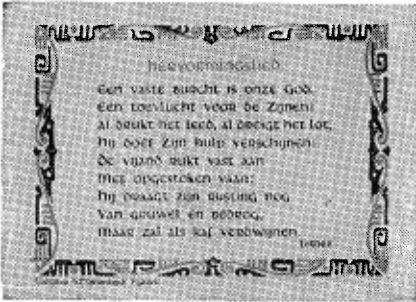 HERVORMINGSLIED
Een vaste burcht is onze God,
Een toevlucht voor de Zijnen!
Al drukt het leed, al dreigt het lot,
Hij doet Zijn hulp verschijnen.
De vijand rukt vast aan
Met opgestoken vaan;
Hij draagt zijn rusting nog
Van gruwel en bedrog,
Maar zal als kaf verdwijnen.
Luther